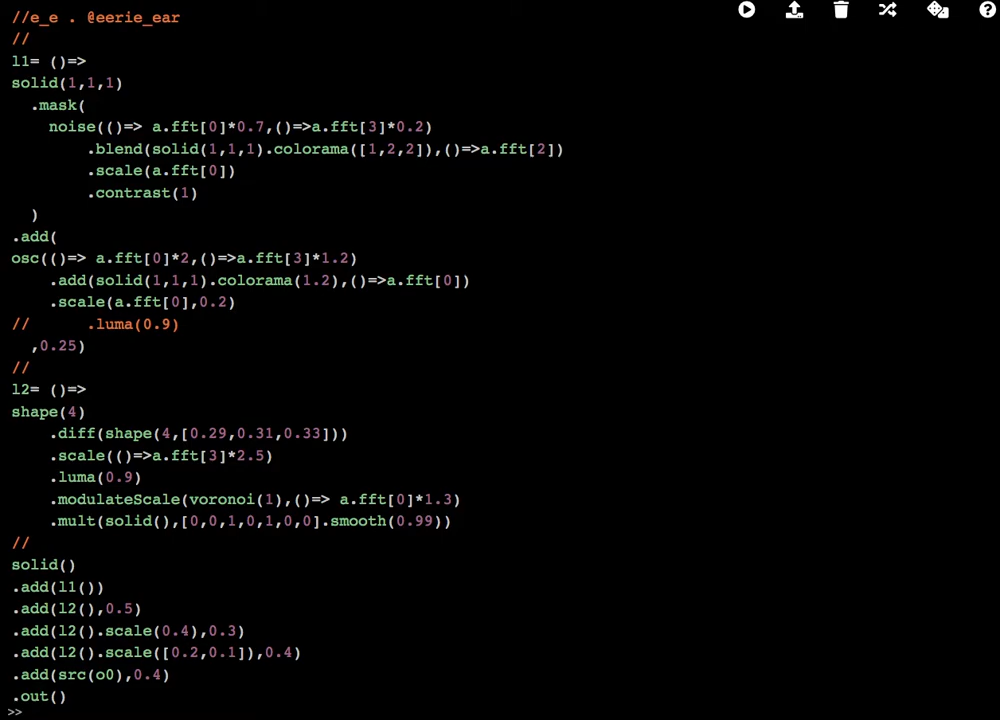 //e_e . @eerie_ear
//
l1= ()=>
solid(1,1,1)
  .mask(
    noise(()=> a.fft[0]*0.7,()=>a.fft[3]*0.2)
        .blend(solid(1,1,1).colorama([1,2,2]),()=>a.fft[2])
        .scale(a.fft[0])
        .contrast(1)
  )
.add(
osc(()=> a.fft[0]*2,()=>a.fft[3]*1.2)
    .add(solid(1,1,1).colorama(1.2),()=>a.fft[0])
    .scale(a.fft[0],0.2)
//      .luma(0.9)
  ,0.25)
//
l2= ()=>
shape(4)
    .diff(shape(4,[0.29,0.31,0.33]))
    .scale(()=>a.fft[3]*2.5)
    .luma(0.9)
    .modulateScale(voronoi(1),()=> a.fft[0]*1.3)
    .mult(solid(),[0,0,1,0,1,0,0].smooth(0.99))
//
solid()
.add(l1())
.add(l2(),0.5)
.add(l2().scale(0.4),0.3)
.add(l2().scale([0.2,0.1]),0.4)
.add(src(o0),0.4)
.out()
>>